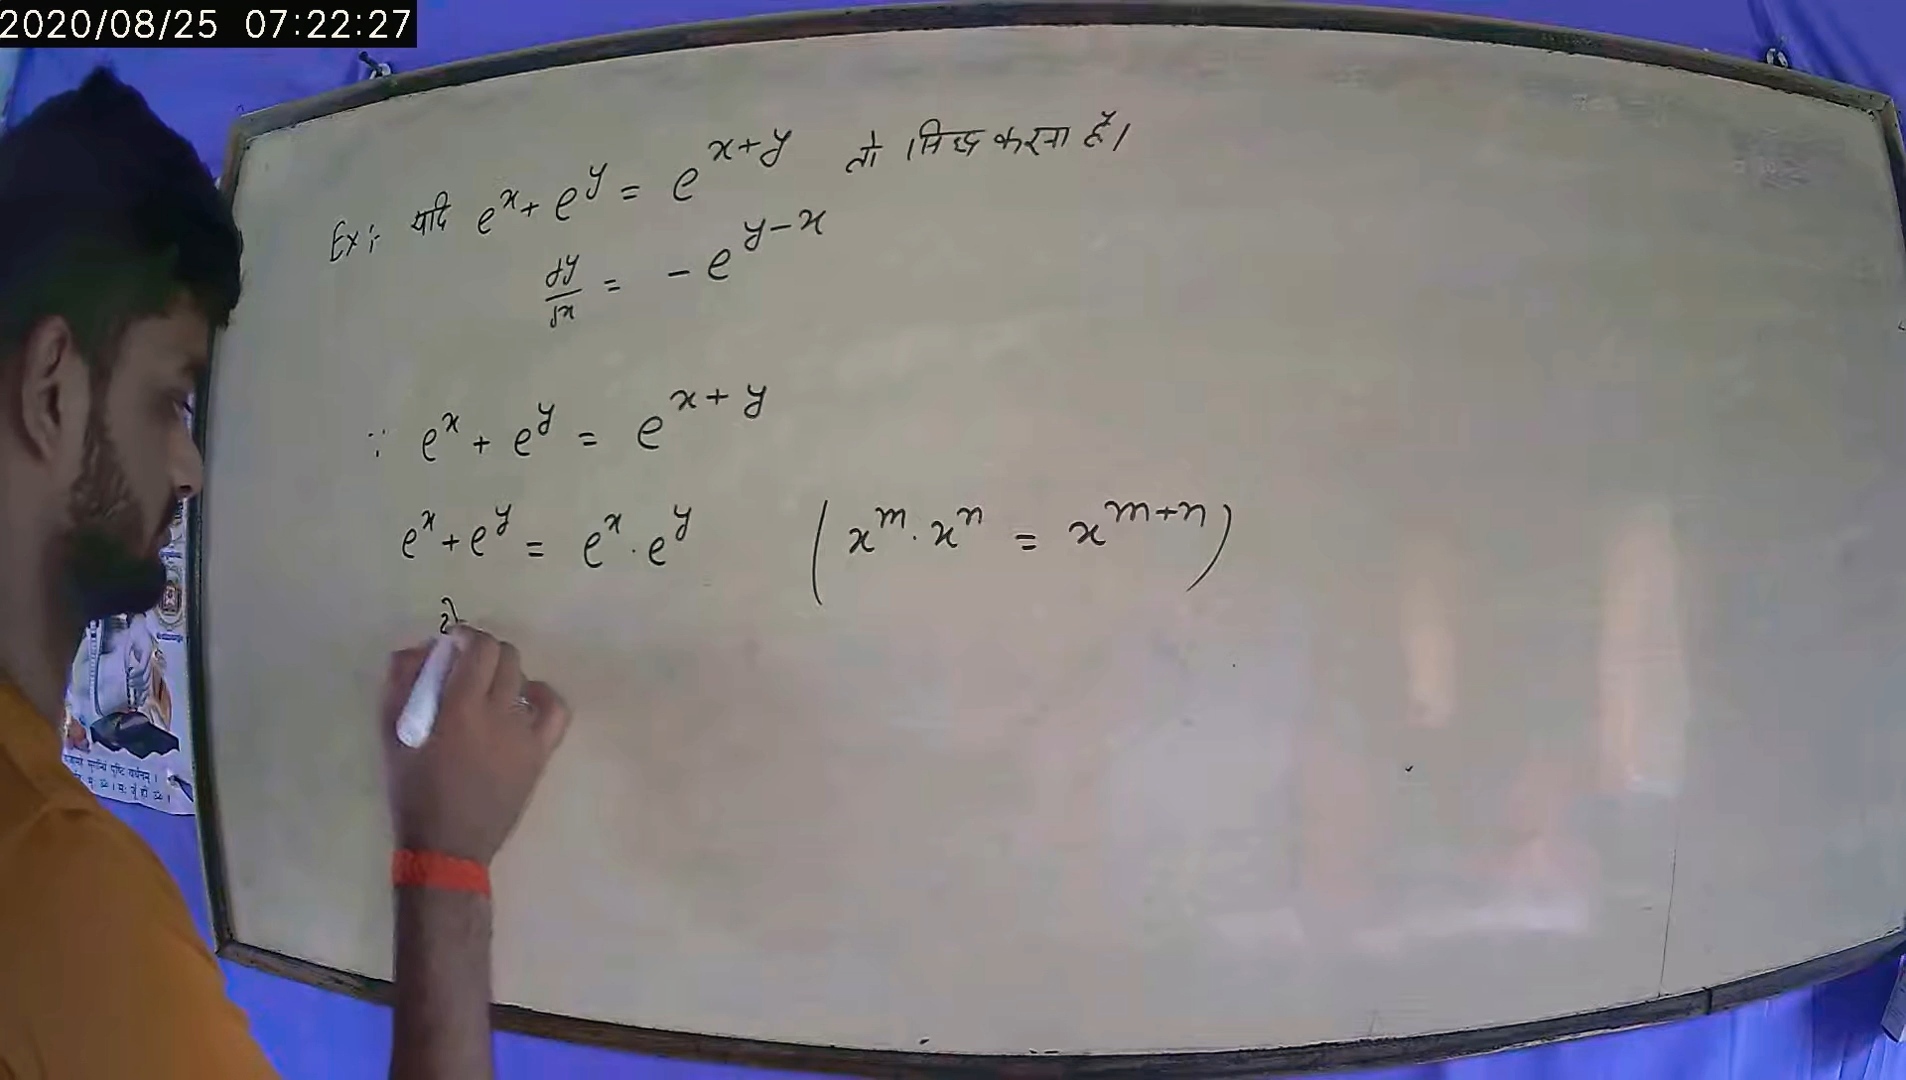 2020/08/25 07:22:27
Ex:- यदि e^x + e^y = e^{x+y} तो सिद्ध करना है।
dy/dx = - e^{y-x}
∵ e^x + e^y = e^{x+y}
e^x + e^y = e^x . e^y (x^m . x^n = x^{m+n})